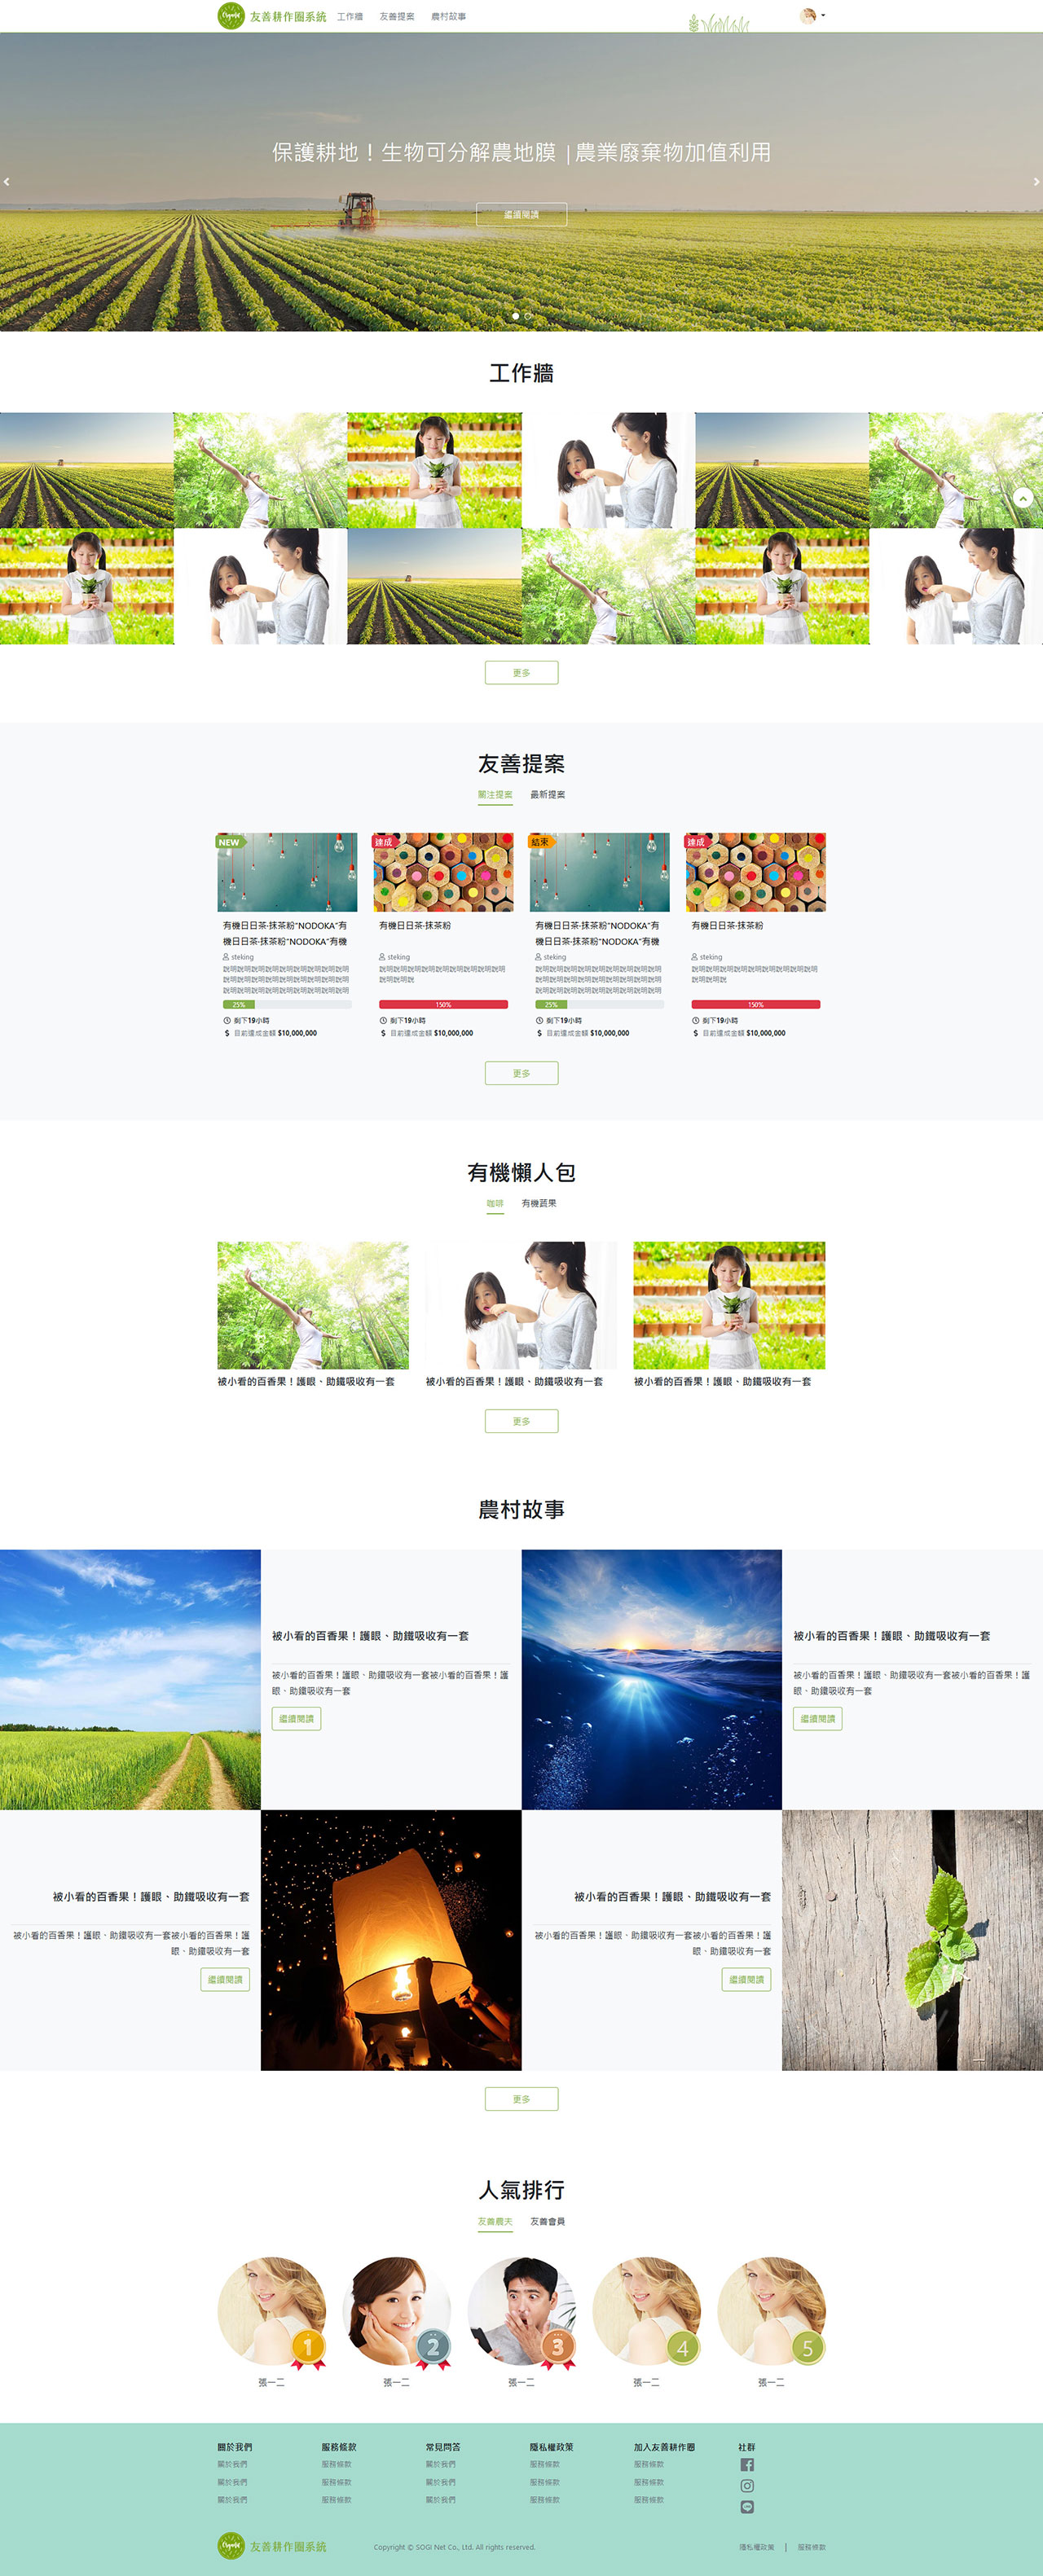 Organic 友善耕作圈系統 工作牆 友善提案 農村故事
保護耕地！生物可分解農地膜 |農業廢棄物加值利用
繼續閱讀
工作牆
更多
友善提案
關注提案 最新提案
NEW 達成 結束 達成
有機日日茶-抹茶粉"NODOKA"有 有機日日茶-抹茶粉 有機日日茶-抹茶粉"NODOKA"有 有機日日茶-抹茶粉
機日日茶-抹茶粉"NODOKA"有機 機日日茶-抹茶粉"NODOKA"有機
steking steking steking steking
說明說明說明說明說明說明說明說明說明 說明說明說明說明說明說明說明說明說明 說明說明說明說明說明說明說明說明說明 說明說明說明說明說明說明說明說明說明
說明說明說明說明說明說明說明說明說明 說明說明說 說明說明說明說明說明說明說明說明說明 說明說明說
說明說明說明說明說明說明說明說明說明 說明說明說明說明說明說明說明說明說明
25% 150% 25% 150%
剩下19小時 剩下19小時 剩下19小時 剩下19小時
$ 目前達成金額 $10,000,000 $ 目前達成金額 $10,000,000 $ 目前達成金額 $10,000,000 $ 目前達成金額 $10,000,000
更多
有機懶人包
咖啡 有機蔬果
被小看的百香果！護眼、助鐵吸收有一套 被小看的百香果！護眼、助鐵吸收有一套 被小看的百香果！護眼、助鐵吸收有一套
更多
農村故事
被小看的百香果！護眼、助鐵吸收有一套
被小看的百香果！護眼、助鐵吸收有一套被小看的百香果！護
眼、助鐵吸收有一套
繼續閱讀
被小看的百香果！護眼、助鐵吸收有一套
被小看的百香果！護眼、助鐵吸收有一套被小看的百香果！護
眼、助鐵吸收有一套
繼續閱讀
被小看的百香果！護眼、助鐵吸收有一套
被小看的百香果！護眼、助鐵吸收有一套被小看的百香果！護
眼、助鐵吸收有一套
繼續閱讀
被小看的百香果！護眼、助鐵吸收有一套
被小看的百香果！護眼、助鐵吸收有一套被小看的百香果！護
眼、助鐵吸收有一套
繼續閱讀
更多
人氣排行
友善農夫 友善會員
1 2 3 4 5
張一二 張一二 張一二 張一二 張一二
關於我們 服務條款 常見問答 隱私權政策 加入友善耕作圈 社群
關於我們 服務條款 關於我們 服務條款 服務條款
關於我們 服務條款 關於我們 服務條款 服務條款
關於我們 服務條款 關於我們 服務條款 服務條款
Organic 友善耕作圈系統 Copyright © SOGI Net Co., Ltd. All rights reserved. 隱私權政策 | 服務條款